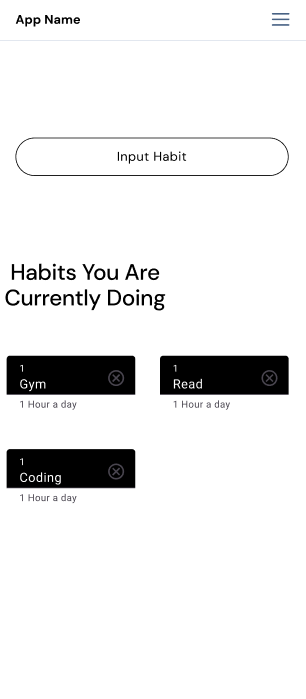 App Name
Input Habit
Habits You Are
Currently Doing
1
Gym
1 Hour a day
1
Read
1 Hour a day
1
Coding
1 Hour a day